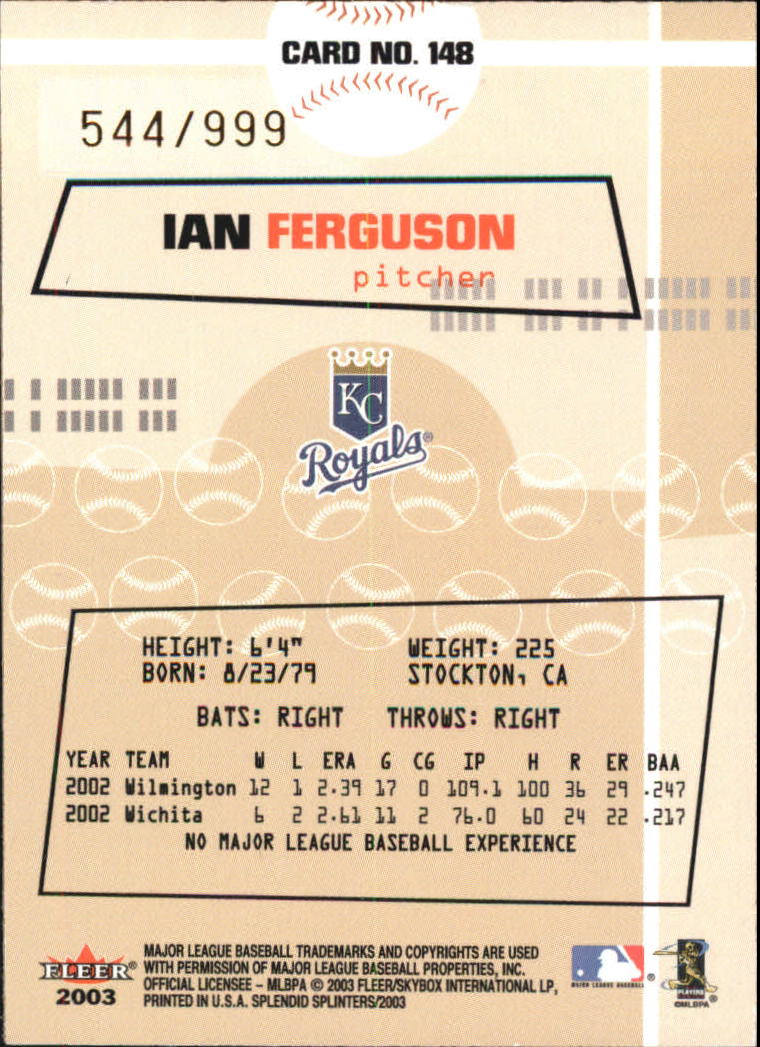 CARD NO. 148
544/999
IAN FERGUSON
pitcher
KC
Royals®
HEIGHT: 6'4" WEIGHT: 225
BORN: 8/23/79 STOCKTON, CA
BATS: RIGHT THROWS: RIGHT
YEAR TEAM W L ERA G CG IP H R ER BAA
2002 Wilmington 12 1 2.39 17 0 109.1 100 36 29 .247
2002 Wichita 6 2 2.61 11 2 76.0 60 24 22 .217
NO MAJOR LEAGUE BASEBALL EXPERIENCE
FLEER®
2003
MAJOR LEAGUE BASEBALL TRADEMARKS AND COPYRIGHTS ARE USED
WITH PERMISSION OF MAJOR LEAGUE BASEBALL PROPERTIES, INC.
OFFICIAL LICENSEE – MLBPA © 2003 FLEER/SKYBOX INTERNATIONAL LP,
PRINTED IN U.S.A. SPLENDID SPLINTERS/2003
MAJOR LEAGUE BASEBALL ®
PLAYERS
©MLBPA®